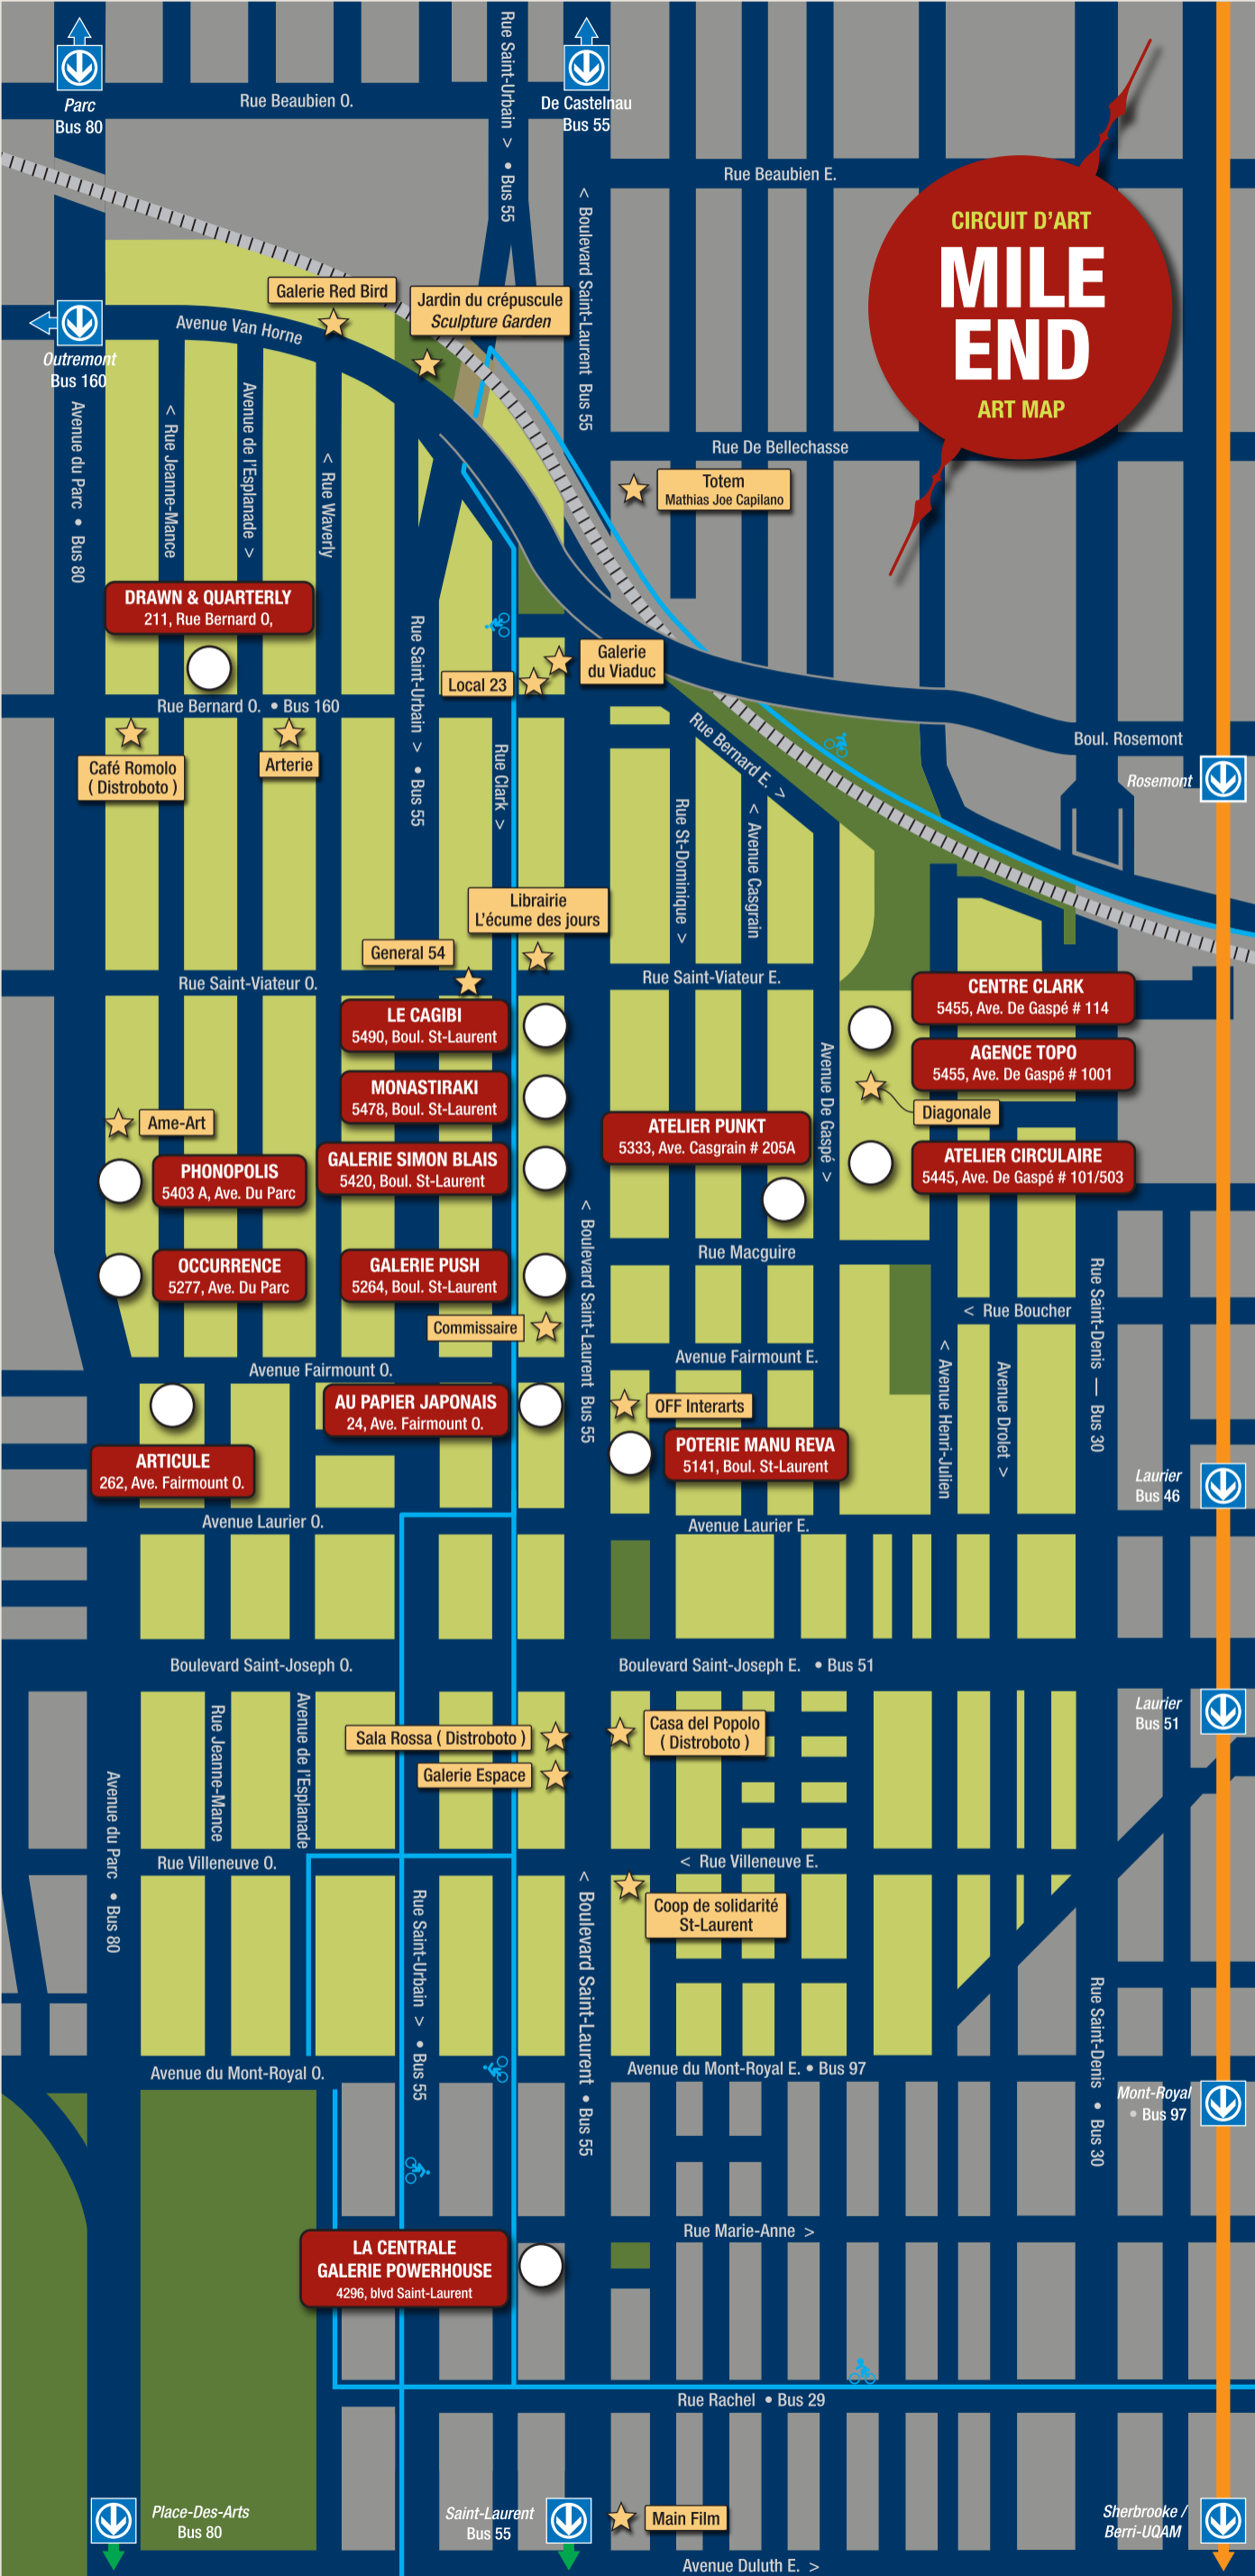 Parc
Bus 80
Rue Beaubien O.
Rue Saint-Urbain > • Bus 55
De Castelnau
Bus 55
Rue Beaubien E.
< Boulevard Saint-Laurent Bus 55
CIRCUIT D'ART
MILE
END
ART MAP
Galerie Red Bird
Jardin du crépuscule
Sculpture Garden
Avenue Van Horne
Outremont
Bus 160
Avenue du Parc • Bus 80
< Rue Jeanne-Mance
Avenue de l'Esplanade >
< Rue Waverly
Rue De Bellechasse
Totem
Mathias Joe Capilano
DRAWN & QUARTERLY
211, Rue Bernard O,
Rue Saint-Urbain > • Bus 55
Galerie
du Viaduc
Local 23
Rue Bernard O. • Bus 160
Rue Bernard E. >
Boul. Rosemont
Rosemont
Café Romolo
( Distroboto )
Arterie
Rue Clark >
Rue St-Dominique >
< Avenue Casgrain
Librairie
L'écume des jours
General 54
Rue Saint-Viateur O.
Rue Saint-Viateur E.
CENTRE CLARK
5455, Ave. De Gaspé # 114
LE CAGIBI
5490, Boul. St-Laurent
AGENCE TOPO
5455, Ave. De Gaspé # 1001
Avenue De Gaspé >
MONASTIRAKI
5478, Boul. St-Laurent
Diagonale
Ame-Art
ATELIER PUNKT
5333, Ave. Casgrain # 205A
GALERIE SIMON BLAIS
5420, Boul. St-Laurent
ATELIER CIRCULAIRE
5445, Ave. De Gaspé # 101/503
PHONOPOLIS
5403 A, Ave. Du Parc
< Boulevard Saint-Laurent Bus 55
Rue Macguire
OCCURRENCE
5277, Ave. Du Parc
GALERIE PUSH
5264, Boul. St-Laurent
Rue Saint-Denis — Bus 30
< Rue Boucher
Commissaire
< Avenue Henri-Julien
Avenue Drolet >
Avenue Fairmount O.
Avenue Fairmount E.
AU PAPIER JAPONAIS
24, Ave. Fairmount O.
OFF Interarts
POTERIE MANU REVA
5141, Boul. St-Laurent
ARTICULE
262, Ave. Fairmount O.
Laurier
Bus 46
Avenue Laurier O.
Avenue Laurier E.
Boulevard Saint-Joseph O.
Boulevard Saint-Joseph E. • Bus 51
Laurier
Bus 51
Rue Jeanne-Mance
Avenue de l'Esplanade
Sala Rossa ( Distroboto )
Casa del Popolo
( Distroboto )
Galerie Espace
Avenue du Parc • Bus 80
Rue Villeneuve O.
< Rue Villeneuve E.
Rue Saint-Urbain > • Bus 55
< Boulevard Saint-Laurent • Bus 55
Coop de solidarité
St-Laurent
Rue Saint-Denis • Bus 30
Avenue du Mont-Royal O.
Avenue du Mont-Royal E. • Bus 97
Mont-Royal
• Bus 97
Rue Marie-Anne >
LA CENTRALE
GALERIE POWERHOUSE
4296, blvd Saint-Laurent
Rue Rachel • Bus 29
Place-Des-Arts
Bus 80
Saint-Laurent
Bus 55
Main Film
Sherbrooke /
Berri-UQAM
Avenue Duluth E. >